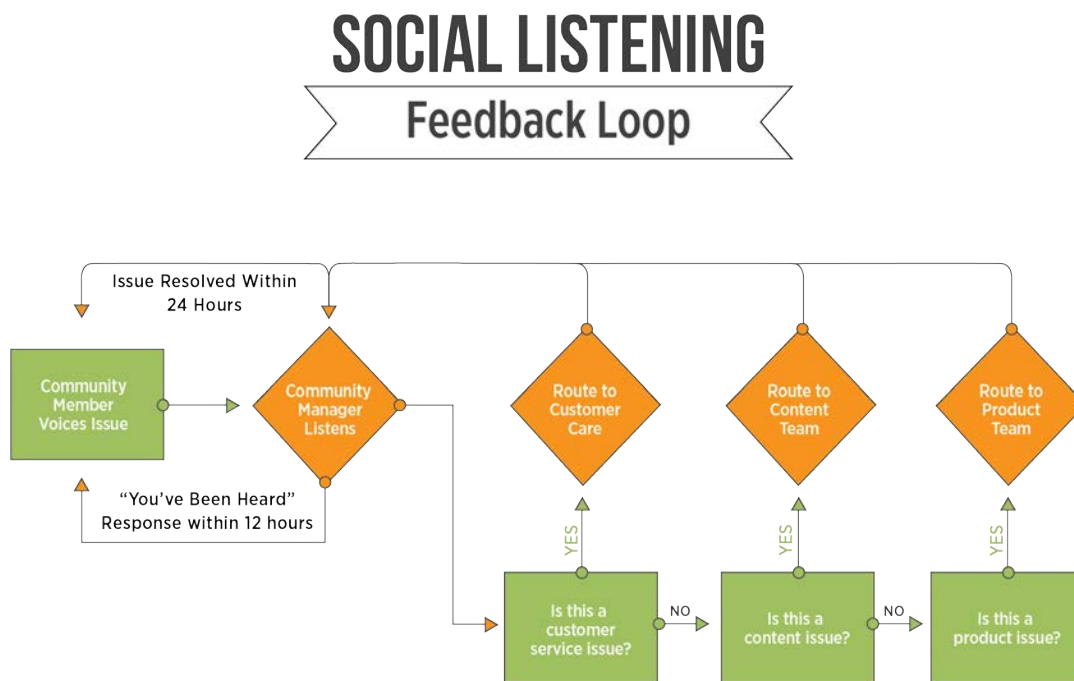 SOCIAL LISTENING
Feedback Loop
Issue Resolved Within
24 Hours
Community
Member
Voices Issue
Community
Manager
Listens
Route to
Customer
Care
Route to
Content
Team
Route to
Product
Team
“You’ve Been Heard”
Response within 12 hours
YES
YES
YES
Is this a
customer
service issue?
NO
Is this a
content issue?
NO
Is this a
product issue?